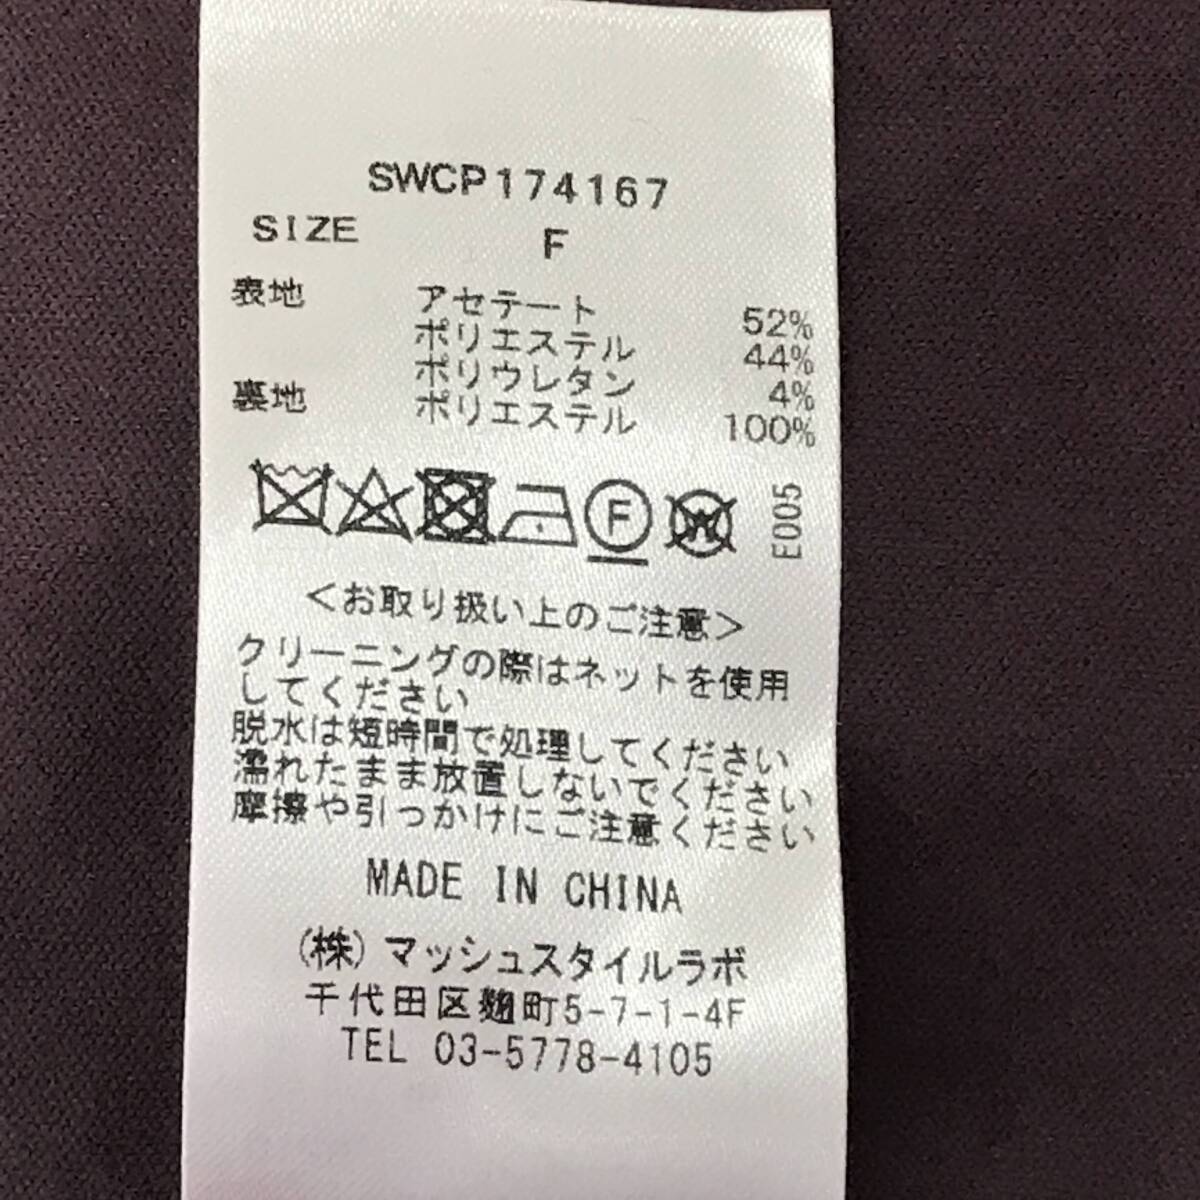 SWCP174167
SIZE F
表地 アセテート 52%
ポリエステル 44%
ポリウレタン 4%
裏地 ポリエステル 100%
F W E005
<お取り扱い上のご注意>
クリーニングの際はネットを使用
してください
脱水は短時間で処理してください
濡れたまま放置しないでください
摩擦や引っかけにご注意ください
MADE IN CHINA
(株)マッシュスタイルラボ
千代田区麹町5-7-1-4F
TEL 03-5778-4105